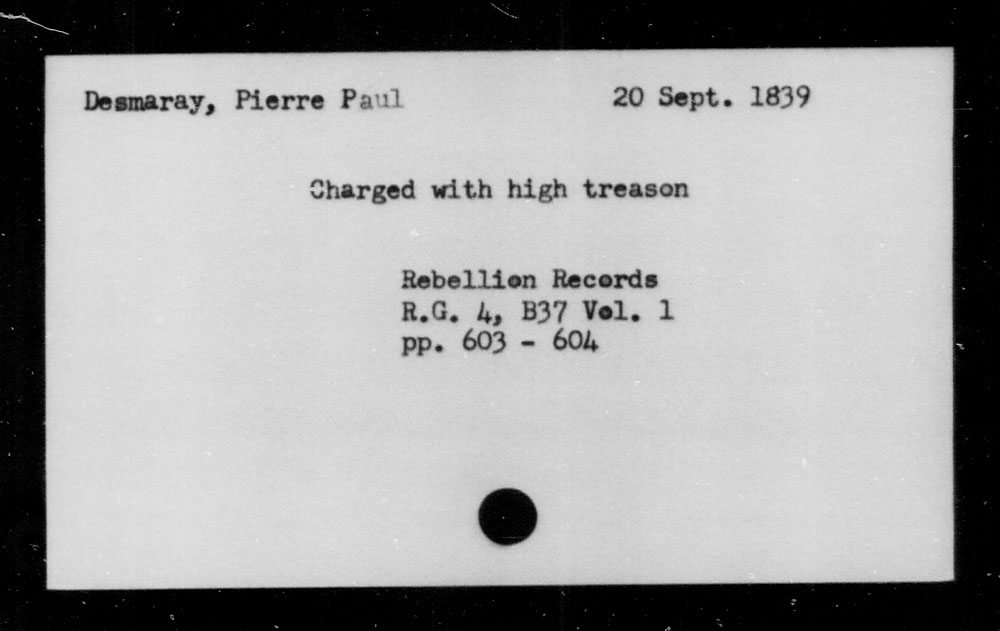 Desmaray, Pierre Paul 20 Sept. 1839
Charged with high treason
Rebellion Records
R.G. 4, B37 Vol. 1
pp. 603 - 604